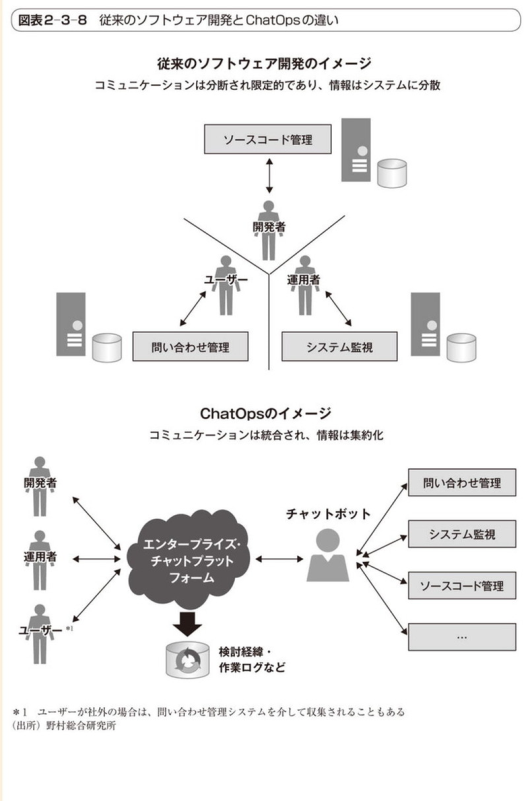 図表2-3-8 従来のソフトウェア開発とChatOpsの違い
従来のソフトウェア開発のイメージ
コミュニケーションは分断され限定的であり、情報はシステムに分散
ソースコード管理
開発者
ユーザー
運用者
問い合わせ管理
システム監視
ChatOpsのイメージ
コミュニケーションは統合され、情報は集約化
開発者
運用者
ユーザー*1
エンタープライズ・
チャットプラット
フォーム
チャットボット
問い合わせ管理
システム監視
ソースコード管理
…
検討経緯・
作業ログなど
*1 ユーザーが社外の場合は、問い合わせ管理システムを介して収集されることもある
(出所)野村総合研究所